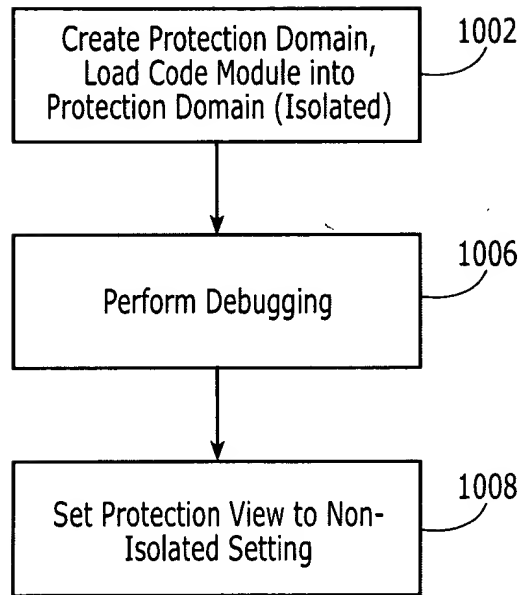 Create Protection Domain,
Load Code Module into
Protection Domain (Isolated)
1002
Perform Debugging
1006
Set Protection View to Non-
Isolated Setting
1008